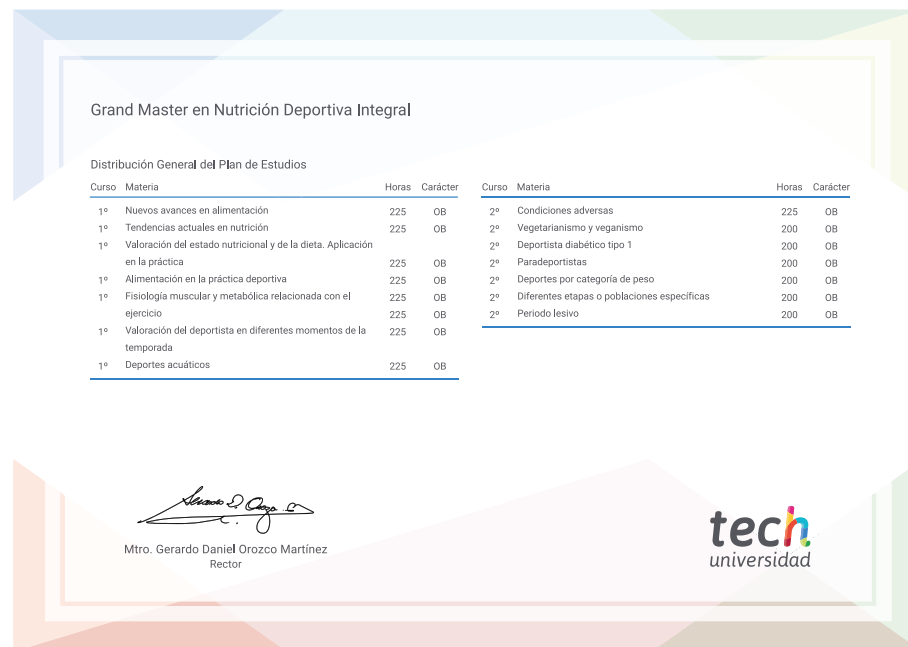 Grand Master en Nutrición Deportiva Integral
Distribución General del Plan de Estudios
Curso Materia Horas Carácter
1º Nuevos avances en alimentación 225 OB
1º Tendencias actuales en nutrición 225 OB
1º Valoración del estado nutricional y de la dieta. Aplicación
en la práctica 225 OB
1º Alimentación en la práctica deportiva 225 OB
1º Fisiología muscular y metabólica relacionada con el 225 OB
ejercicio 225 OB
1º Valoración del deportista en diferentes momentos de la 225 OB
temporada
1º Deportes acuáticos 225 OB
Curso Materia Horas Carácter
2º Condiciones adversas 225 OB
2º Vegetarianismo y veganismo 200 OB
2º Deportista diabético tipo 1 200 OB
2º Paradeportistas 200 OB
2º Deportes por categoría de peso 200 OB
2º Diferentes etapas o poblaciones específicas 200 OB
2º Periodo lesivo 200 OB
Mtro. Gerardo Daniel Orozco Martínez
Rector
tech
universidad